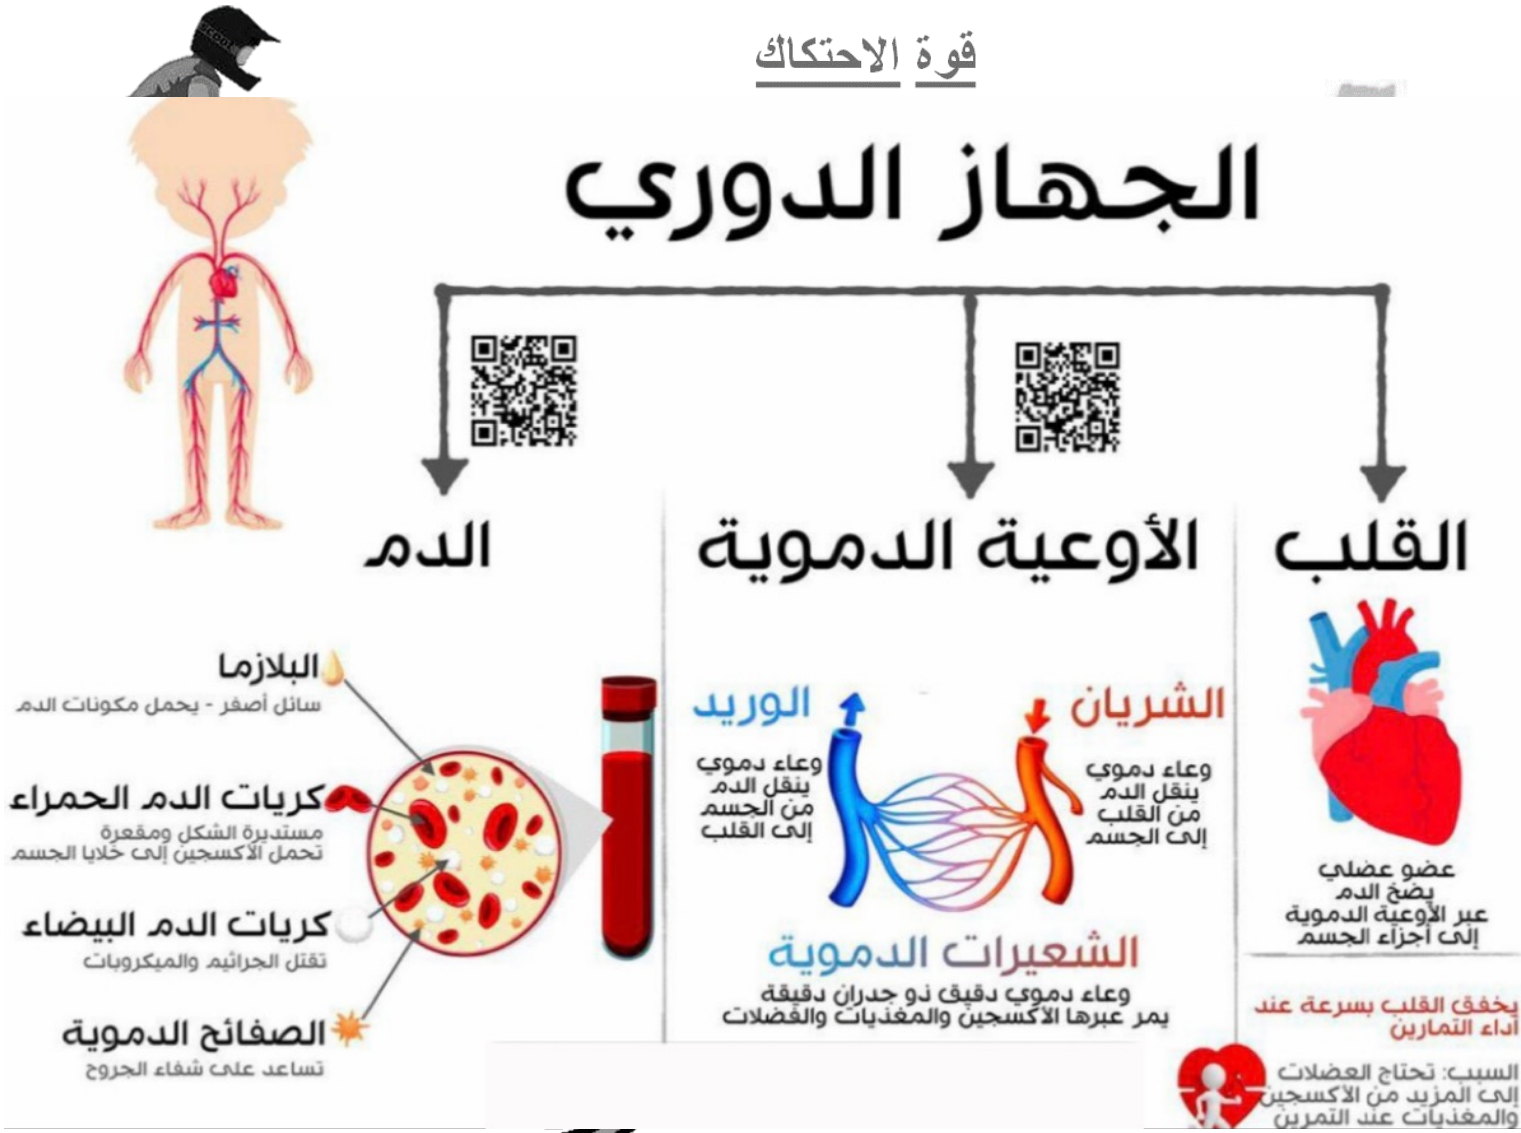 قوة الاحتكاك
الجهاز الدوري
القلب
عضو عضلي
يضخ الدم
عبر الأوعية الدموية
إلى أجزاء الجسم
يخفق القلب بسرعة عند
أداء التمارين
السبب: تحتاج العضلات
إلى المزيد من الأكسجين
والمغذيات عند التمرين
الأوعية الدموية
الشريان
وعاء دموي
ينقل الدم
من القلب
إلى الجسم
الوريد
وعاء دموي
ينقل الدم
من الجسم
إلى القلب
الشعيرات الدموية
وعاء دموي دقيق ذو جدران دقيقة
يمر عبرها الأكسجين والمغذيات والفضلات
الدم
البلازما
سائل أصفر - يحمل مكونات الدم
كريات الدم الحمراء
مستديرة الشكل ومقعرة
تحمل الأكسجين إلى خلايا الجسم
كريات الدم البيضاء
تقتل الجراثيم والميكروبات
الصفائح الدموية
تساعد على شفاء الجروح